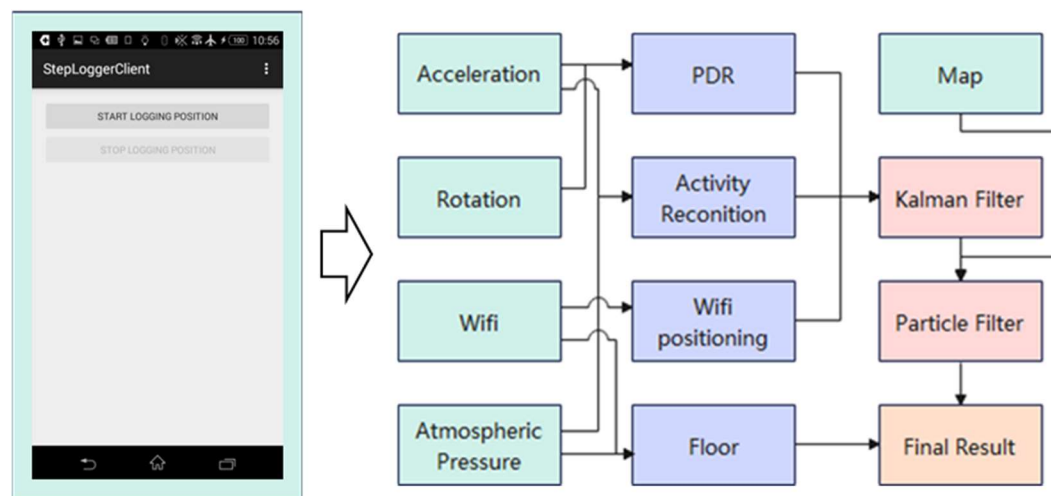 100 10:56
StepLoggerClient
START LOGGING POSITION
STOP LOGGING POSITION
Acceleration
PDR
Map
Rotation
Activity
Reconition
Kalman Filter
Wifi
Wifi
positioning
Particle Filter
Atmospheric
Pressure
Floor
Final Result